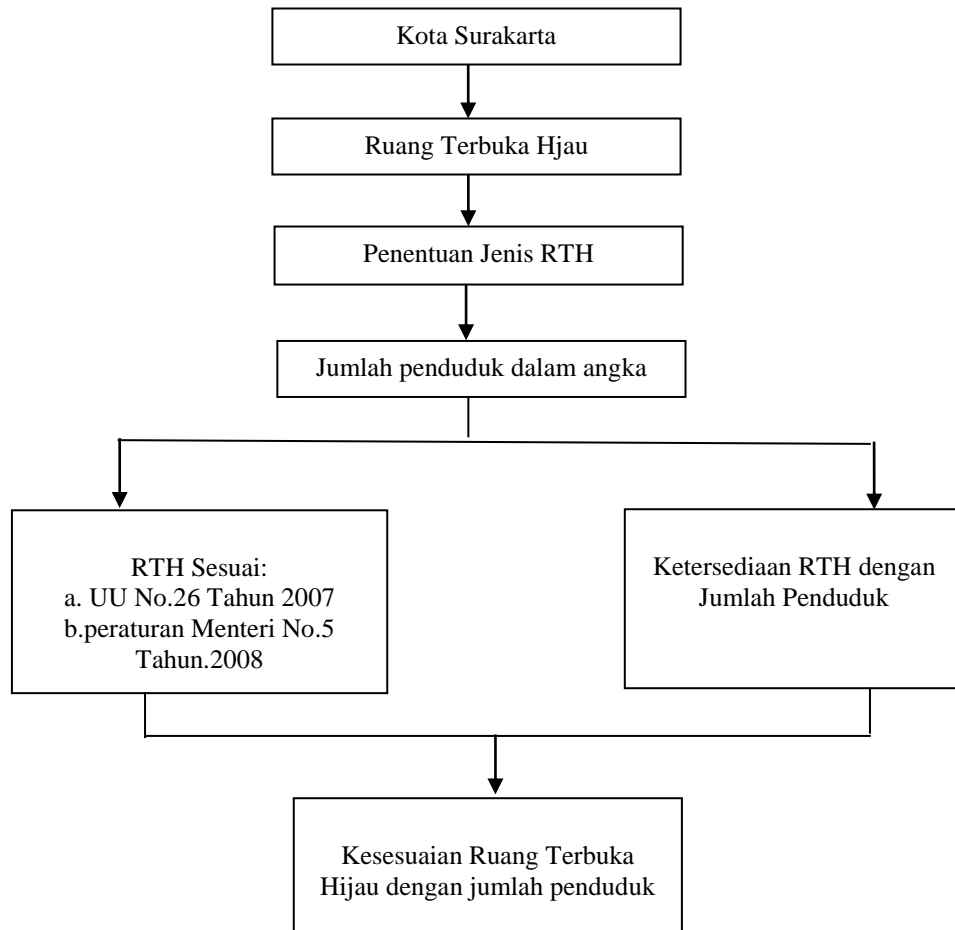 Kota Surakarta
Ruang Terbuka Hjau
Penentuan Jenis RTH
Jumlah penduduk dalam angka
RTH Sesuai:
a. UU No.26 Tahun 2007
b.peraturan Menteri No.5
Tahun.2008
Ketersediaan RTH dengan
Jumlah Penduduk
Kesesuaian Ruang Terbuka
Hijau dengan jumlah penduduk